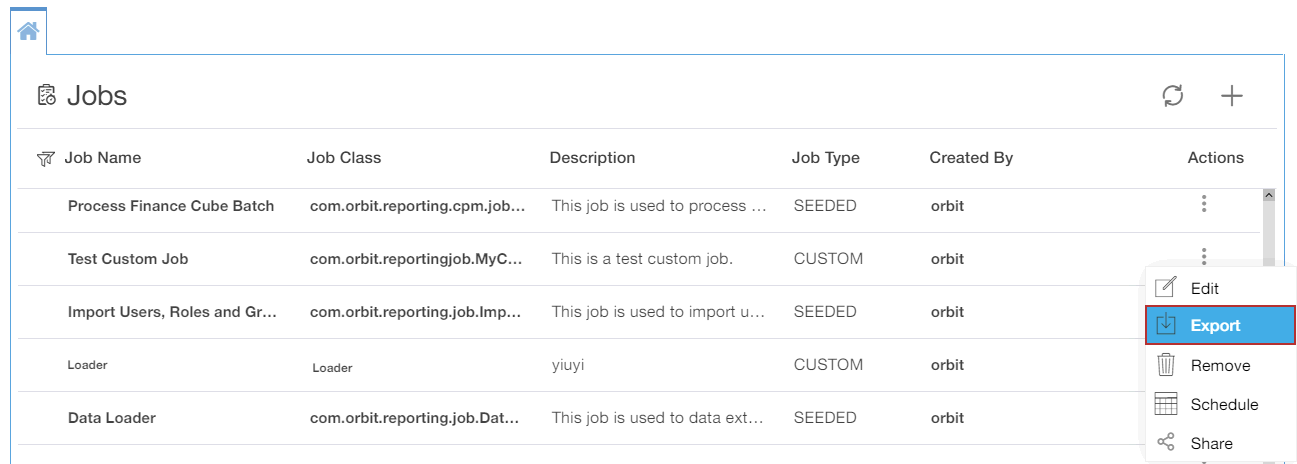 Jobs
Job Name Job Class Description Job Type Created By Actions
Process Finance Cube Batch com.orbit.reporting.cpm.job... This job is used to process ... SEEDED orbit
Test Custom Job com.orbit.reportingjob.MyC... This is a test custom job. CUSTOM orbit
Edit
Import Users, Roles and Gr... com.orbit.reporting.job.Imp... This job is used to import u... SEEDED orbit
Export
Loader Loader yiuyi CUSTOM orbit
Remove
Schedule
Data Loader com.orbit.reporting.job.Dat... This job is used to data ext... SEEDED orbit
Share